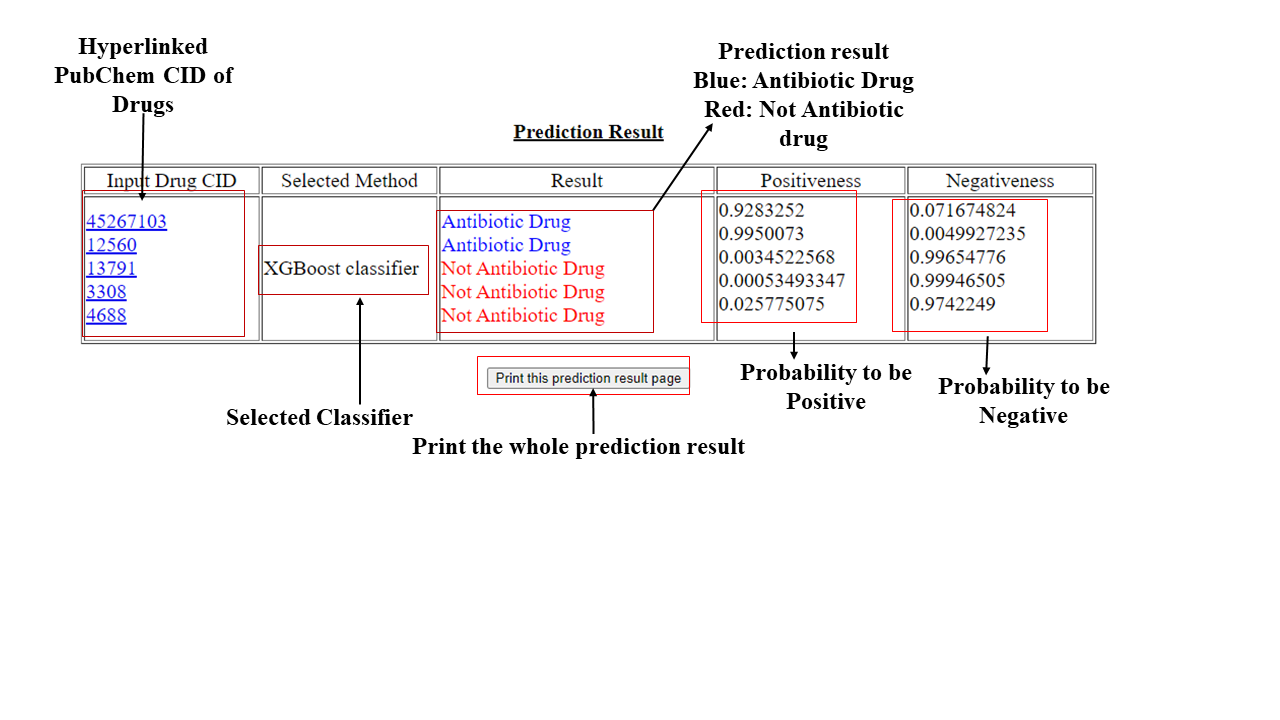 Hyperlinked
PubChem CID of
Drugs
Prediction result
Blue: Antibiotic Drug
Red: Not Antibiotic
drug
Prediction Result
Input Drug CID
Selected Method
Result
Positiveness
Negativeness
45267103
12560
13791
3308
4688
XGBoost classifier
Antibiotic Drug
Antibiotic Drug
Not Antibiotic Drug
Not Antibiotic Drug
Not Antibiotic Drug
0.9283252
0.9950073
0.0034522568
0.00053493347
0.025775075
0.071674824
0.0049927235
0.99654776
0.99946505
0.9742249
Print this prediction result page
Probability to be
Positive
Probability to be
Negative
Selected Classifier
Print the whole prediction result